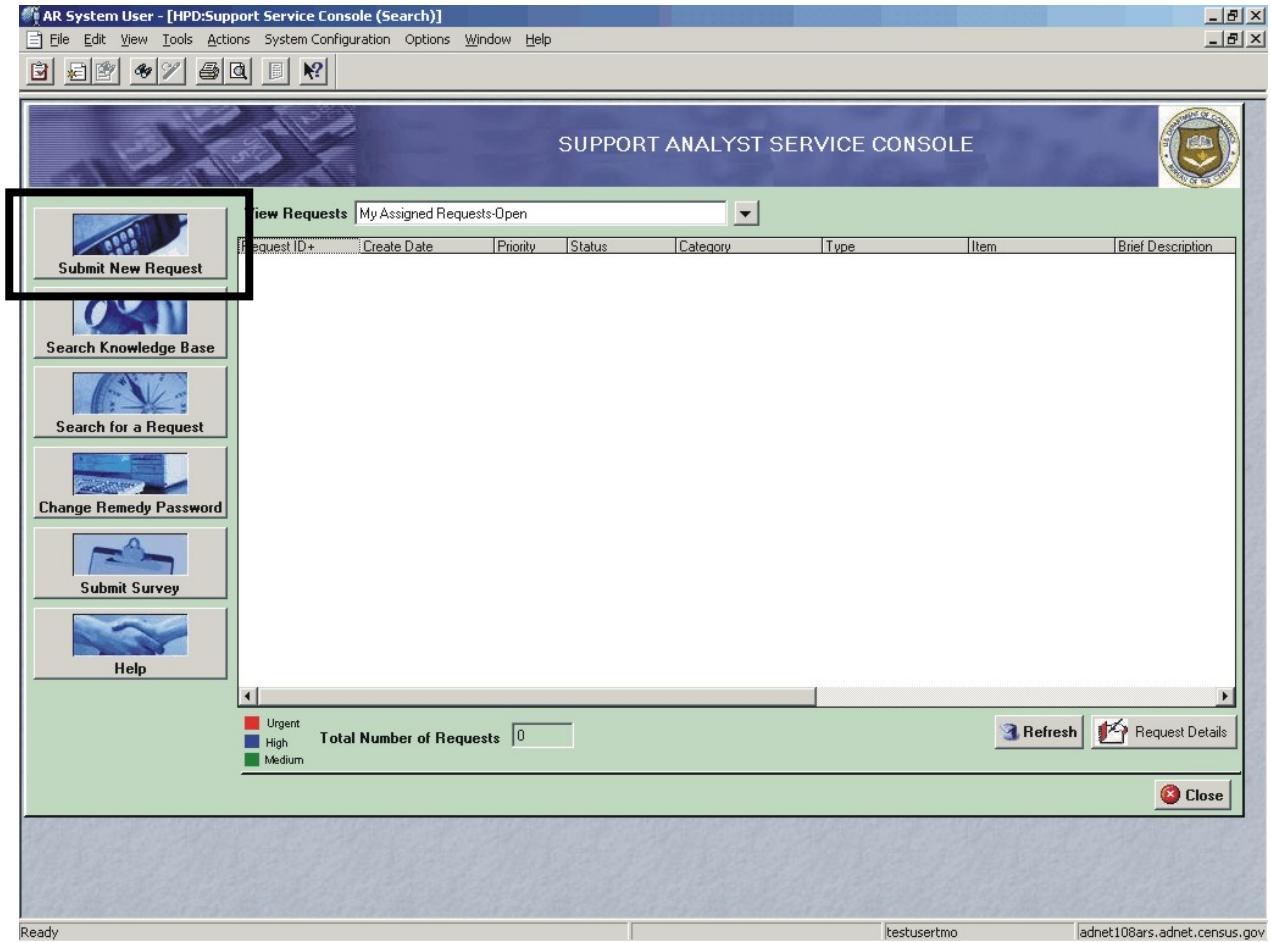 AR System User - [HPD:Support Service Console (Search)]
File Edit View Tools Actions System Configuration Options Window Help
SUPPORT ANALYST SERVICE CONSOLE
View Requests My Assigned Requests-Open
Request ID+ Create Date Priority Status Category Type Item Brief Description
Submit New Request
Search Knowledge Base
Search for a Request
Change Remedy Password
Submit Survey
Help
Urgent
High
Medium
Total Number of Requests 0
Refresh Request Details
Close
Ready testusertmo adnet108ars.adnet.census.gov